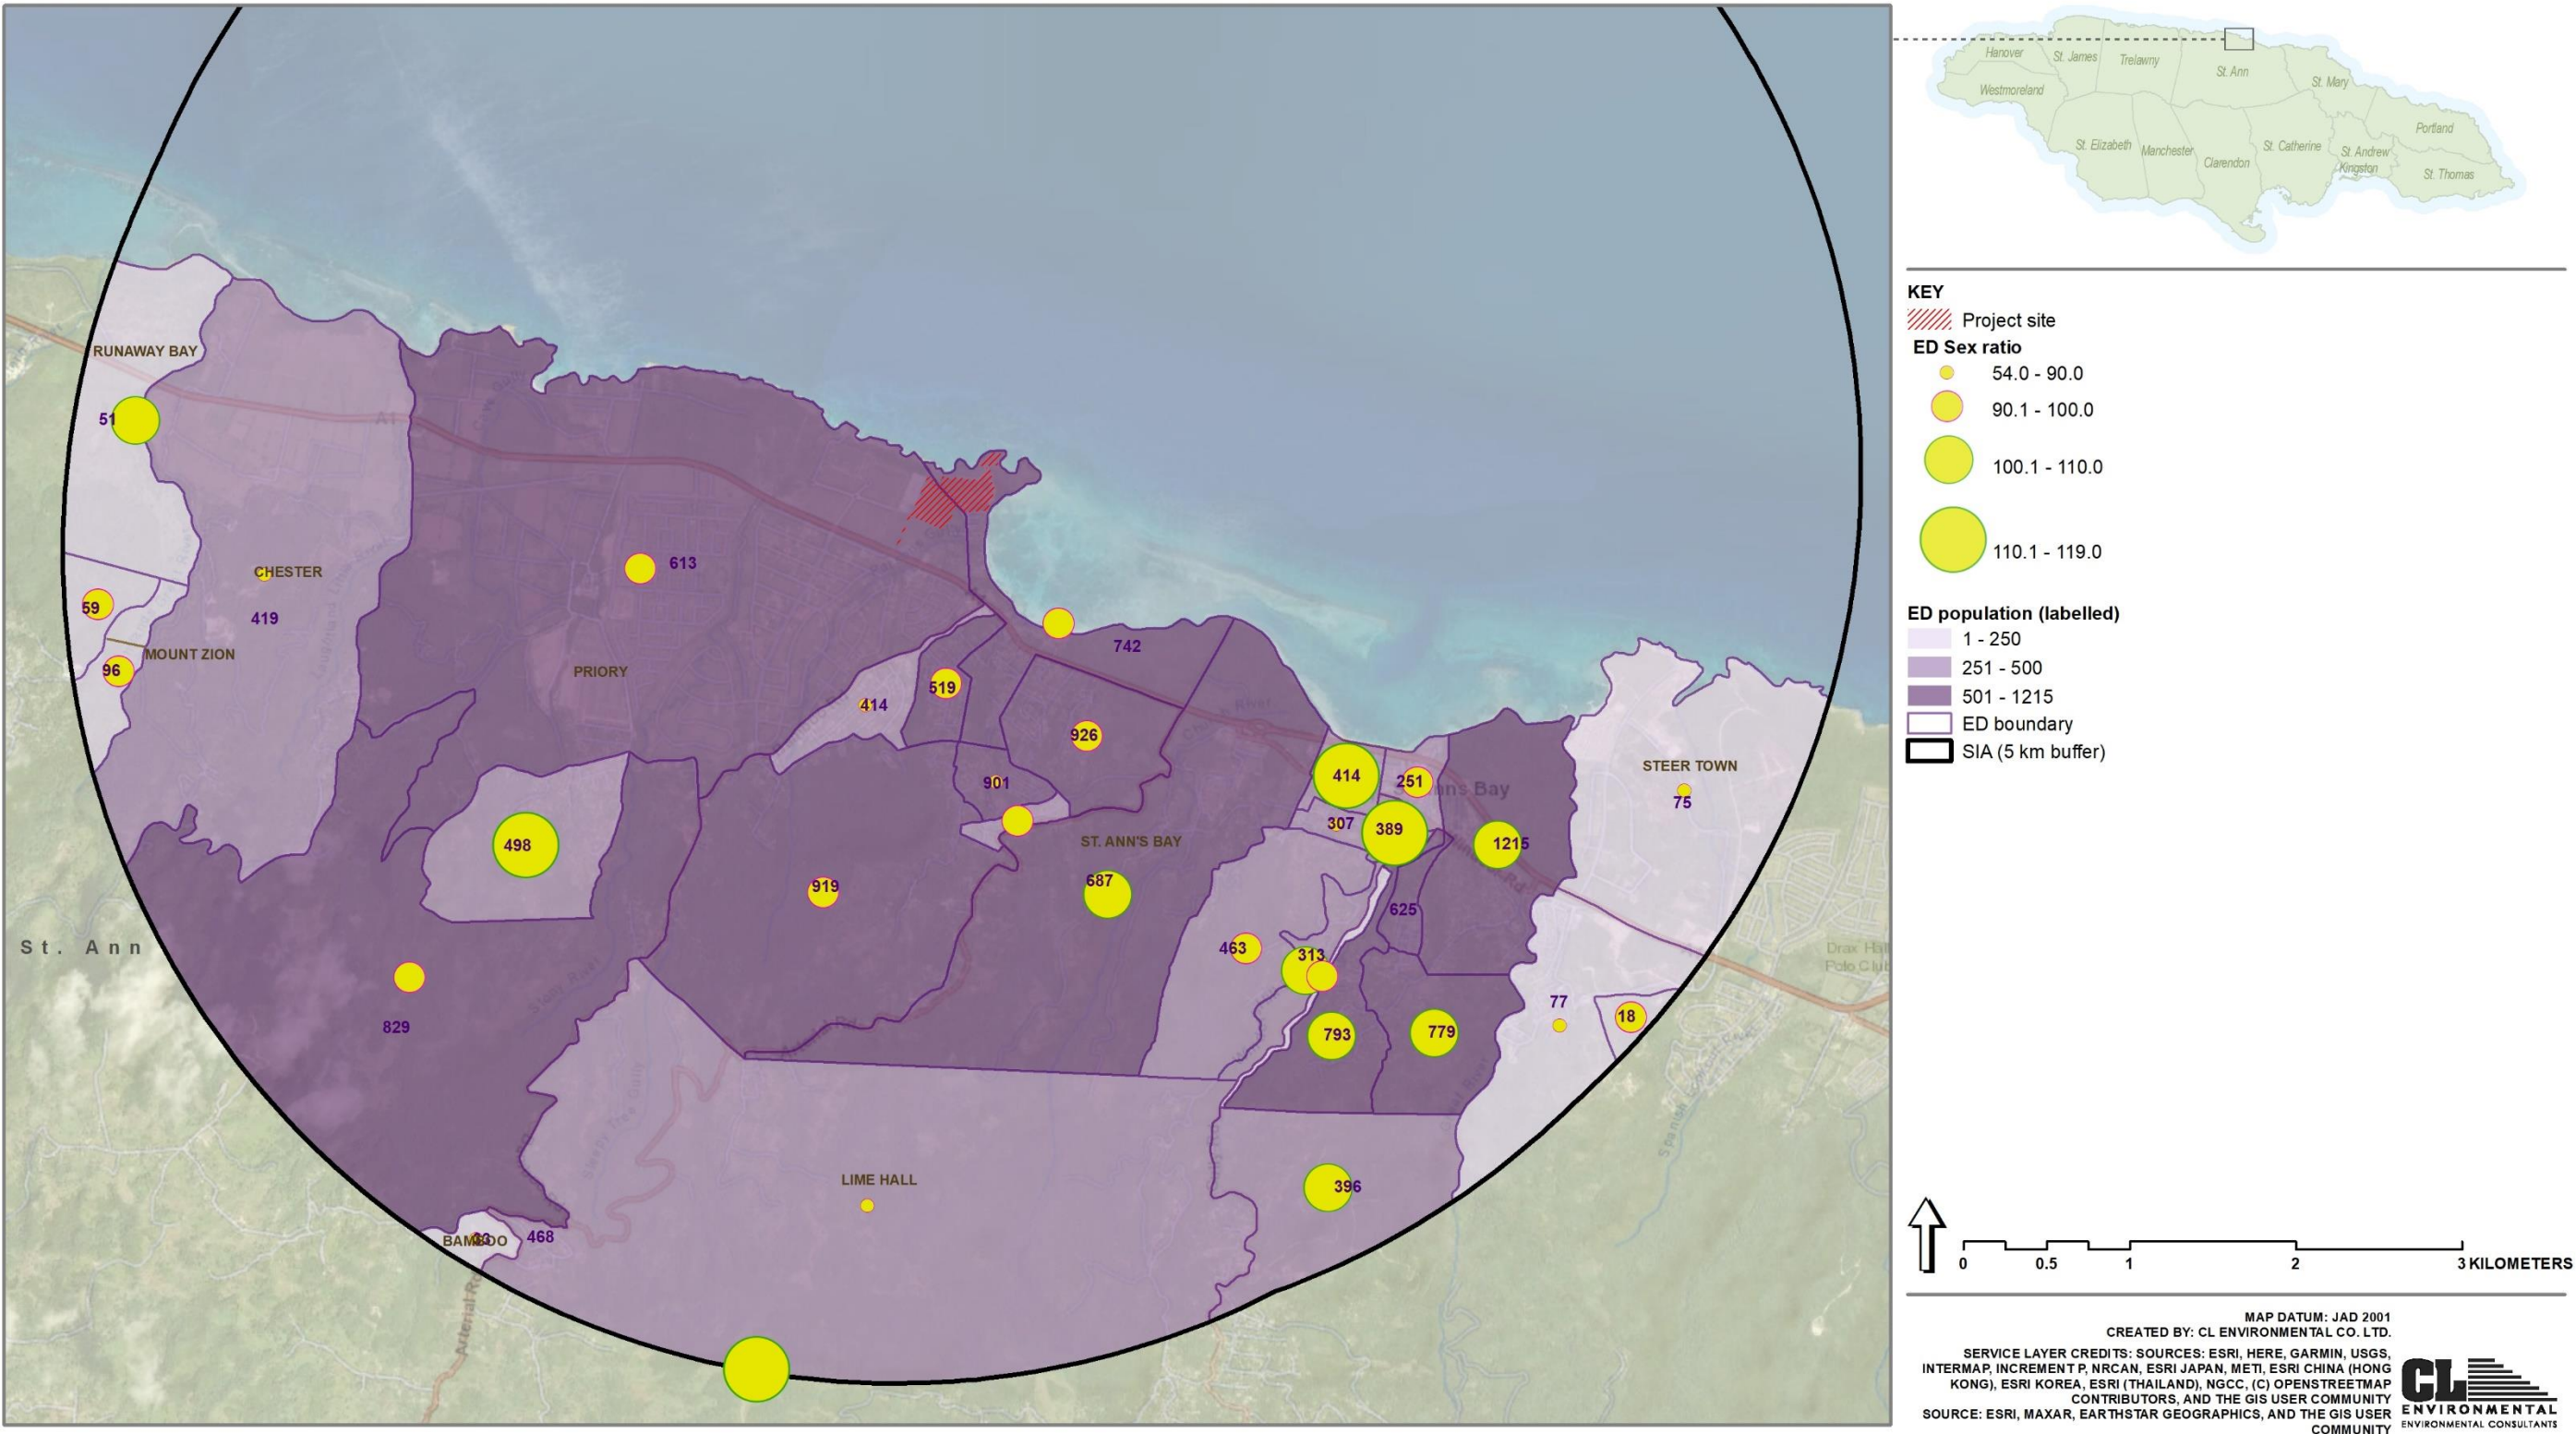 Hanover
St. James
Trelawny
St. Ann
St. Mary
Westmoreland
Portland
St. Elizabeth
Manchester
Clarendon
St. Catherine
St. Andrew
Kingston
St. Thomas
RUNAWAY BAY
51
A1
613
CHESTER
59
419
742
MOUNT ZION
96
PRIORY
519
414
926
901
414
251
307
389
1215
STEER TOWN
75
498
ST. ANN'S BAY
919
687
625
St. Ann
463
313
Drax Hall
Polo Club
829
77
18
793
779
LIME HALL
396
BAMBOO
468
KEY
Project site
ED Sex ratio
54.0 - 90.0
90.1 - 100.0
100.1 - 110.0
110.1 - 119.0
ED population (labelled)
1 - 250
251 - 500
501 - 1215
ED boundary
SIA (5 km buffer)
0 0.5 1 2 3 KILOMETERS
MAP DATUM: JAD 2001
CREATED BY: CL ENVIRONMENTAL CO. LTD.
SERVICE LAYER CREDITS: SOURCES: ESRI, HERE, GARMIN, USGS,
INTERMAP, INCREMENT P, NRCAN, ESRI JAPAN, METI, ESRI CHINA (HONG
KONG), ESRI KOREA, ESRI (THAILAND), NGCC, (C) OPENSTREETMAP
CONTRIBUTORS, AND THE GIS USER COMMUNITY
SOURCE: ESRI, MAXAR, EARTHSTAR GEOGRAPHICS, AND THE GIS USER
COMMUNITY
CL
ENVIRONMENTAL
ENVIRONMENTAL CONSULTANTS